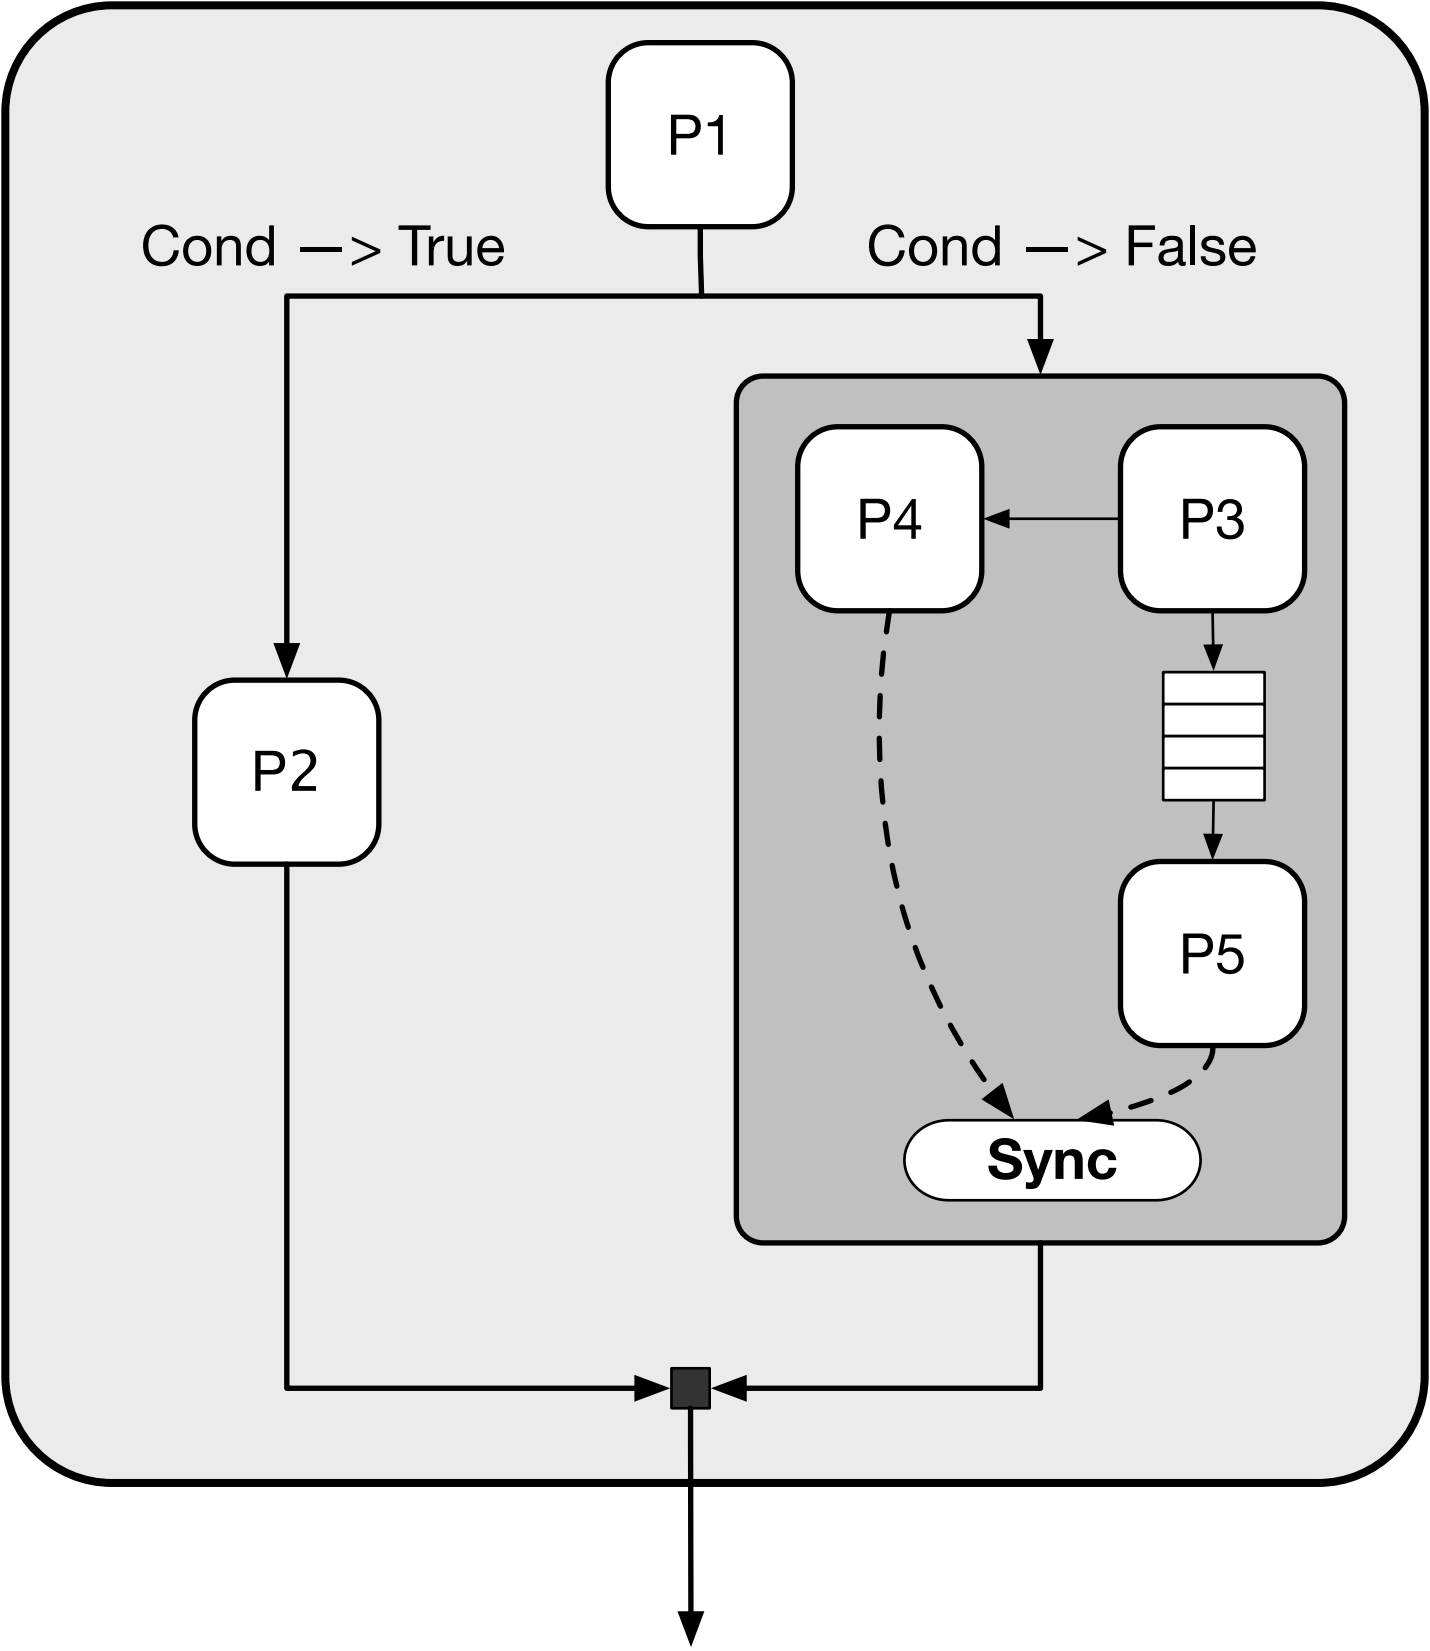 P1
Cond —> True
Cond —> False
P4
P3
P2
P5
Sync